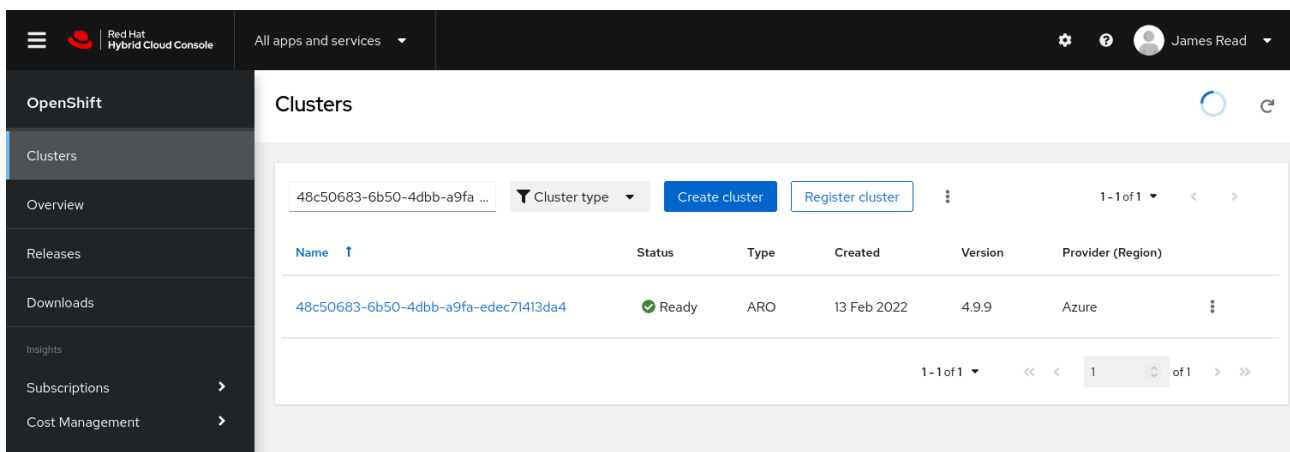 Red Hat
Hybrid Cloud Console
All apps and services
James Read
OpenShift
Clusters
Overview
Releases
Downloads
Insights
Subscriptions
Cost Management
Clusters
48c50683-6b50-4dbb-a9fa ...
Cluster type
Create cluster
Register cluster
1 - 1 of 1
Name Status Type Created Version Provider (Region)
48c50683-6b50-4dbb-a9fa-edec71413da4 Ready ARO 13 Feb 2022 4.9.9 Azure
1 - 1 of 1
1 of 1